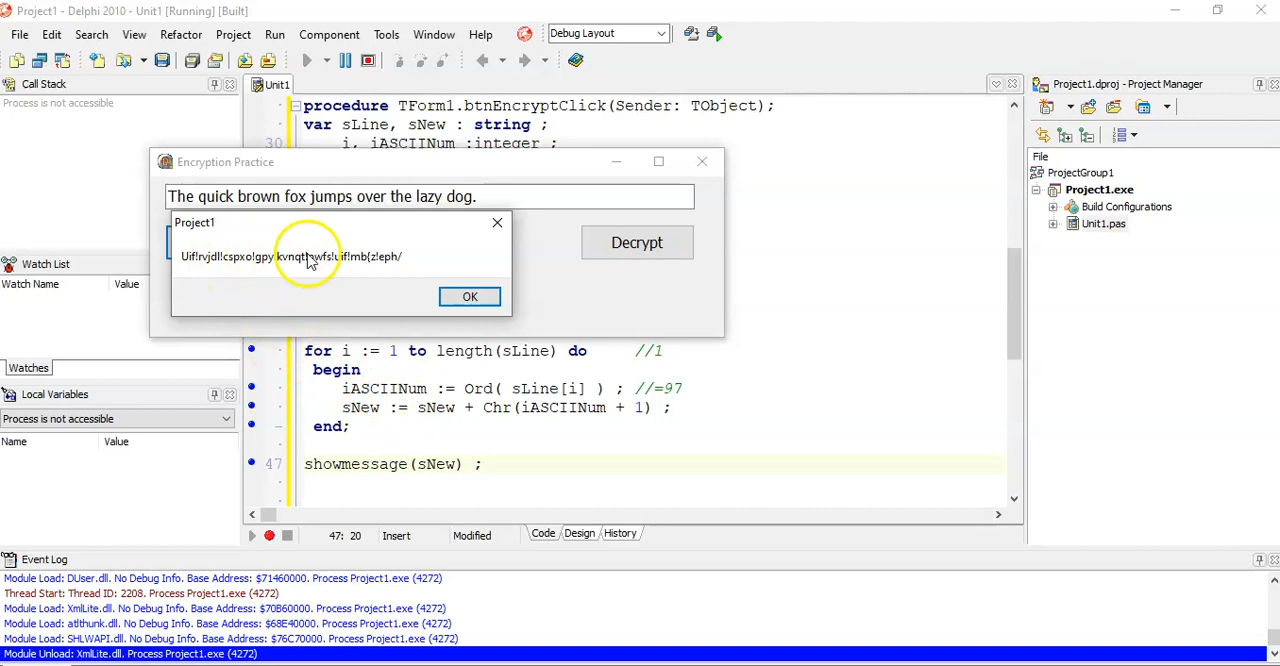 Project1 - Delphi 2010 - Unit1 [Running] [Built]
File Edit Search View Refactor Project Run Component Tools Window Help
Debug Layout
Call Stack
Process is not accessible
Unit1
procedure TForm1.btnEncryptClick(Sender: TObject);
var sLine, sNew : string ;
30 i, iASCIINum :integer ;
Encryption Practice
The quick brown fox jumps over the lazy dog.
Project1
Decrypt
OK
Watch List
Watch Name Value
Watches
for i := 1 to length(sLine) do //1
begin
iASCIINum := Ord( sLine[i] ) ; //=97
sNew := sNew + Chr(iASCIINum + 1) ;
end;
47 showmessage(sNew) ;
Local Variables
Process is not accessible
Name Value
47: 20 Insert Modified Code Design History
Project1.dproj - Project Manager
File
ProjectGroup1
Project1.exe
Build Configurations
Unit1.pas
Event Log
Module Load: DUser.dll. No Debug Info. Base Address: $71460000. Process Project1.exe (4272)
Thread Start: Thread ID: 2208. Process Project1.exe (4272)
Module Load: XmlLite.dll. No Debug Info. Base Address: $70B60000. Process Project1.exe (4272)
Module Load: atlthunk.dll. No Debug Info. Base Address: $68E40000. Process Project1.exe (4272)
Module Load: SHLWAPI.dll. No Debug Info. Base Address: $76C70000. Process Project1.exe (4272)
Module Unload: XmlLite.dll. Process Project1.exe (4272)